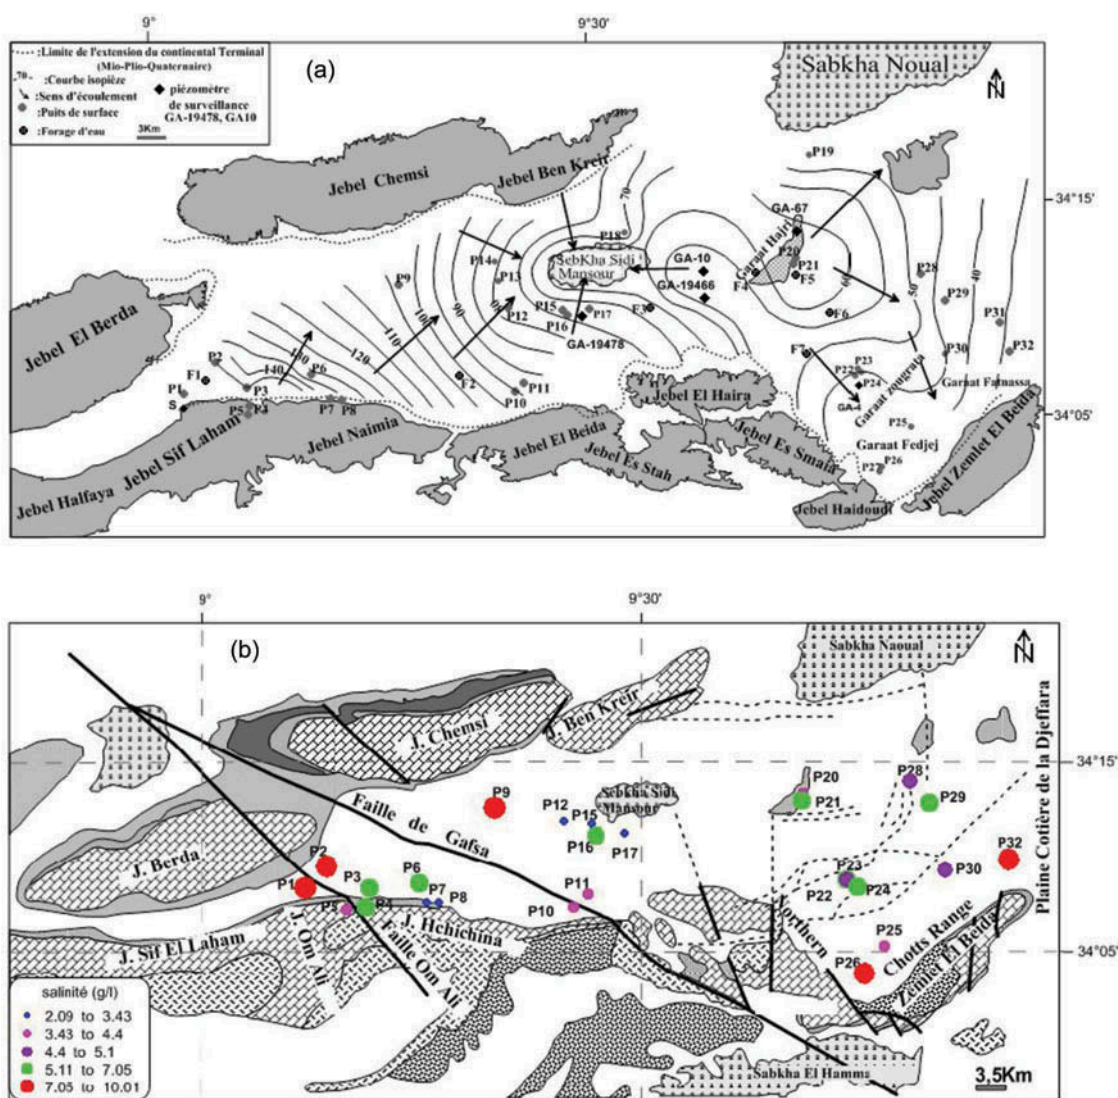 9°
9°30'
:Limite de l'extension du continental Terminal
(Mio-Plio-Quaternaire)
70 :Courbe isopièze
:Sens d'écoulement
:Puits de surface
:Forage d'eau
3Km
piézomètre
de surveillance
GA-19478, GA10
(a)
Sabkha Noual
N
Jebel Chemsi
Jebel Ben Kreir
P19
34°15'
70
P18
GA-67
Garaat Hajri
P20
P21
F5
F4
GA-10
GA-19466
SebKha Sidi
Mansour
P14
P13
P9
P12
P15
P16
P17
F3
GA-19478
60
F6
50
40
P28
P29
P31
P30
P32
Jebel El Berda
100
90
110
120
130
140
P2
F1
P1
S
P3
P5
P4
P6
P7
P8
F2
P11
P10
F7
P23
P22
P24
GA-4
Garaat zougrata
Garaat Fatnassa
34°05'
P25
Garaat Fedjej
P27
P26
Jebel El Haira
Jebel Es Smaia
Jebel Haidoudi
Jebel Zemlet El Beida
Jebel Es Stah
Jebel El Beida
Jebel Naimia
Jebel Sif Laham
Jebel Halfaya
9°
9°30'
(b)
Sabkha Naoual
N
J. Chemsi
J. Ben Kreir
34°15'
Plaine Cotière de la Djeffara
J. Berda
Faille de Gafsa
P9
P12
P15
P16
P17
Sebkha Sidi
Mansour
P20
P21
P28
P29
P32
P30
P2
P1
P3
P4
P5
P6
P7
P8
P11
P10
P23
P22
P24
P25
P26
34°05'
J. Sif El Laham
J. Om Ali
Faille Om Ali
J. Hchichina
Northern
Chotts Range
Zemlet El Beida
Sabkha El Hamma
3,5Km
salinité (g/l)
2.09 to 3.43
3.43 to 4.4
4.4 to 5.1
5.11 to 7.05
7.05 to 10.01